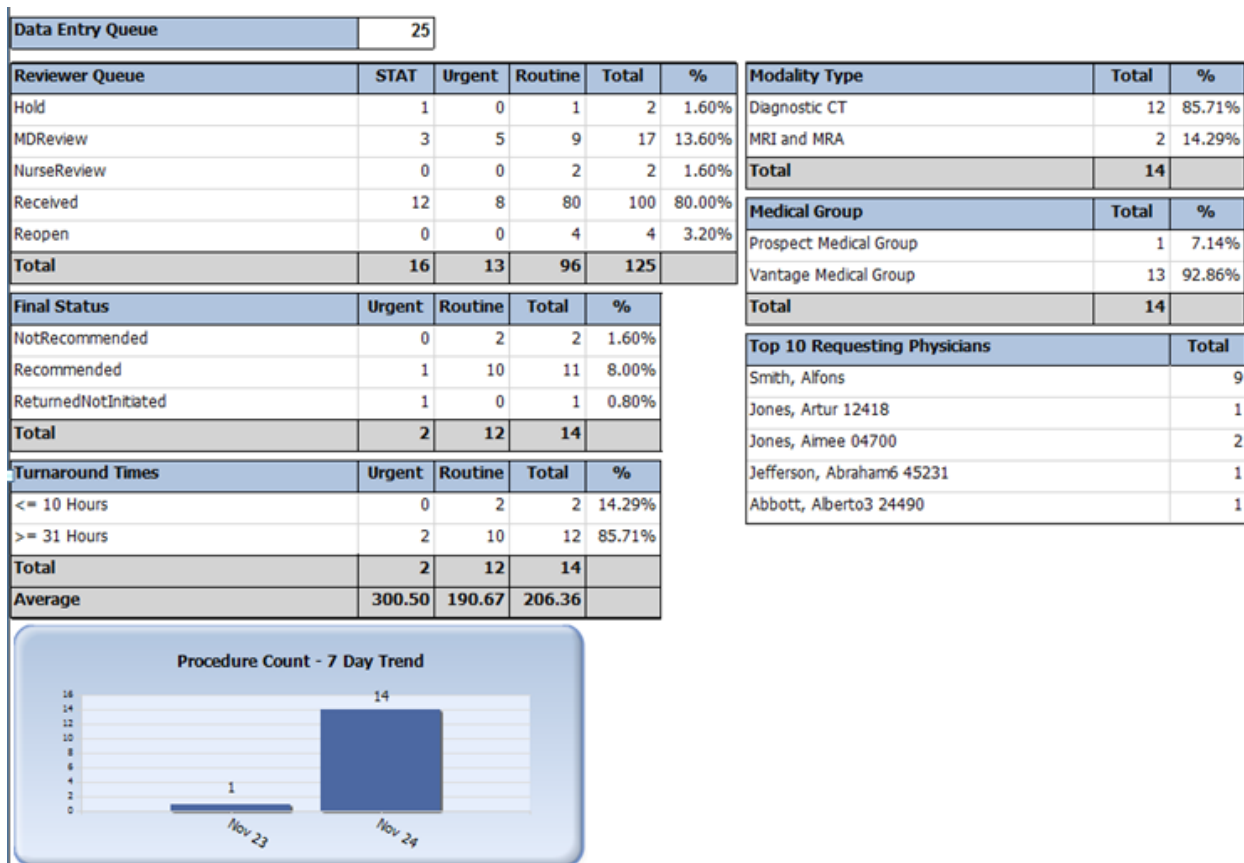 Data Entry Queue 25
Reviewer Queue STAT Urgent Routine Total %
Hold 1 0 1 2 1.60%
MDReview 3 5 9 17 13.60%
NurseReview 0 0 2 2 1.60%
Received 12 8 80 100 80.00%
Reopen 0 0 4 4 3.20%
Total 16 13 96 125
Final Status Urgent Routine Total %
NotRecommended 0 2 2 1.60%
Recommended 1 10 11 8.00%
ReturnedNotInitiated 1 0 1 0.80%
Total 2 12 14
Turnaround Times Urgent Routine Total %
<= 10 Hours 0 2 2 14.29%
>= 31 Hours 2 10 12 85.71%
Total 2 12 14
Average 300.50 190.67 206.36
Modality Type Total %
Diagnostic CT 12 85.71%
MRI and MRA 2 14.29%
Total 14
Medical Group Total %
Prospect Medical Group 1 7.14%
Vantage Medical Group 13 92.86%
Total 14
Top 10 Requesting Physicians Total
Smith, Alfons 9
Jones, Artur 12418 1
Jones, Aimee 04700 2
Jefferson, Abraham6 45231 1
Abbott, Alberto3 24490 1
Procedure Count - 7 Day Trend
16
14
12
10
8
6
4
2
0
1
14
Nov 23
Nov 24